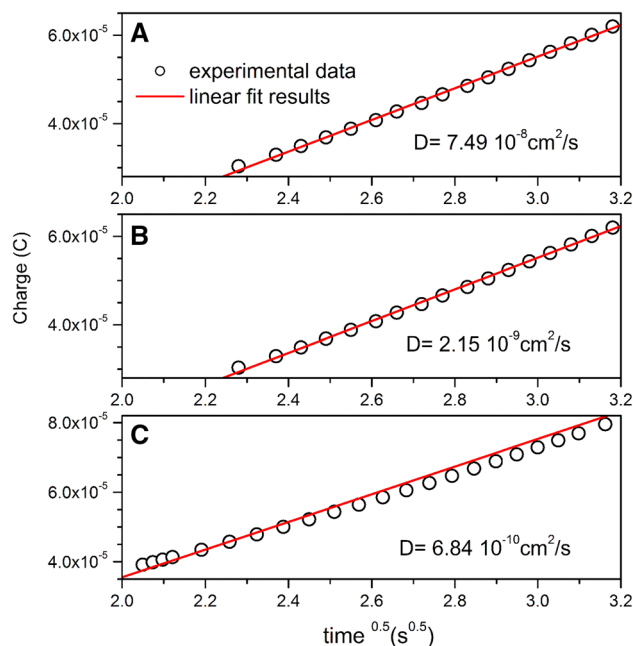 A
6.0x10⁻⁵
experimental data
linear fit results
4.0x10⁻⁵
D= 7.49 10⁻⁸cm²/s
2.0 2.2 2.4 2.6 2.8 3.0 3.2
B
6.0x10⁻⁵
Charge (C)
4.0x10⁻⁵
D= 2.15 10⁻⁹cm²/s
2.0 2.2 2.4 2.6 2.8 3.0 3.2
8.0x10⁻⁵
C
6.0x10⁻⁵
D= 6.84 10⁻¹⁰cm²/s
4.0x10⁻⁵
2.0 2.2 2.4 2.6 2.8 3.0 3.2
time ⁰·⁵(s⁰·⁵)